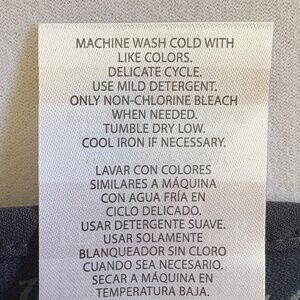 MACHINE WASH COLD WITH
LIKE COLORS.
DELICATE CYCLE.
USE MILD DETERGENT.
ONLY NON-CHLORINE BLEACH
WHEN NEEDED.
TUMBLE DRY LOW.
COOL IRON IF NECESSARY.
LAVAR CON COLORES
SIMILARES A MÁQUINA
CON AGUA FRÍA EN
CICLO DELICADO.
USAR DETERGENTE SUAVE.
USAR SOLAMENTE
BLANQUEADOR SIN CLORO
CUANDO SEA NECESARIO.
SECAR A MÁQUINA EN
TEMPERATURA BAJA,